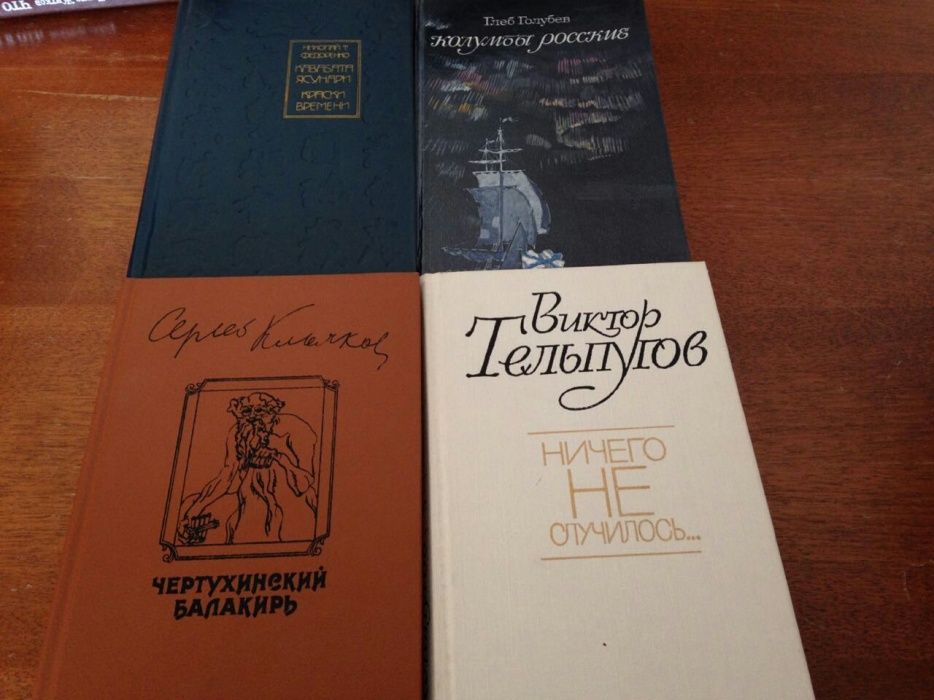 НИКОЛАЙ Т
ФЕДОРЕНКО
КАВАБАТА
ЯСУНАРИ
КРАСКИ
ВРЕМЕНИ
Глеб Голубев
колумбы росские
Сергей Клычков
ЧЕРТУХИНСКИЙ
БАЛАКИРЬ
Виктор
Тельпугов
НИЧЕГО
НЕ
СЛУЧИЛОСЬ...
ЧТО